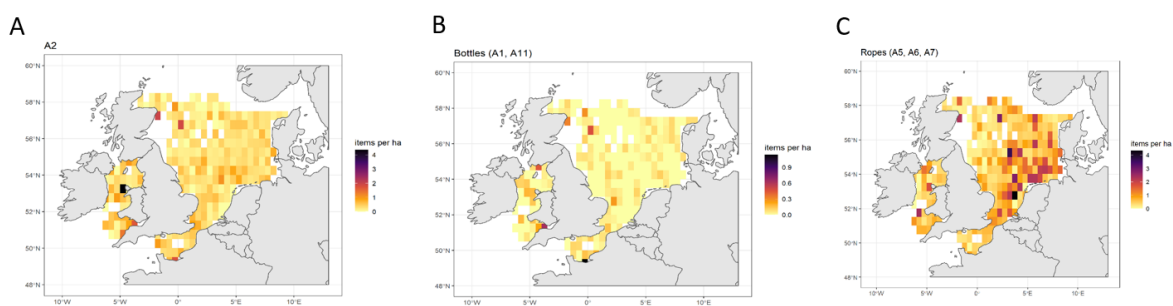 A
A2
60°N
58°N
56°N
54°N
52°N
50°N
48°N
10°W
5°W
0°
5°E
10°E
items per ha
4
3
2
1
0
B
Bottles (A1, A11)
60°N
58°N
56°N
54°N
52°N
50°N
48°N
10°W
5°W
0°
5°E
10°E
items per ha
0.9
0.6
0.3
0.0
C
Ropes (A5, A6, A7)
60°N
58°N
56°N
54°N
52°N
50°N
48°N
10°W
5°W
0°
5°E
10°E
items per ha
4
3
2
1
0